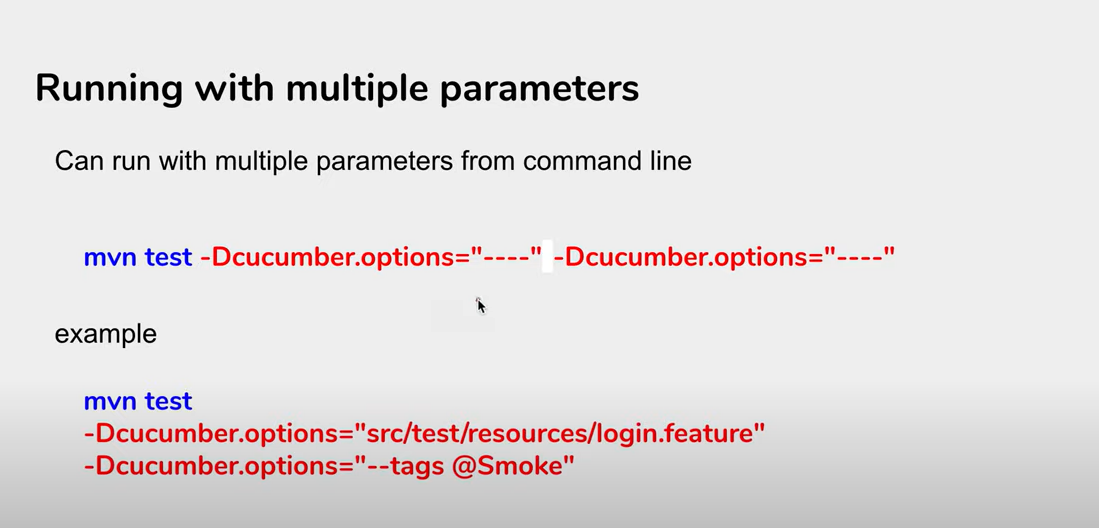 Running with multiple parameters
Can run with multiple parameters from command line
mvn test -Dcucumber.options="----" -Dcucumber.options="----"
example
mvn test
-Dcucumber.options="src/test/resources/login.feature"
-Dcucumber.options="--tags @Smoke"